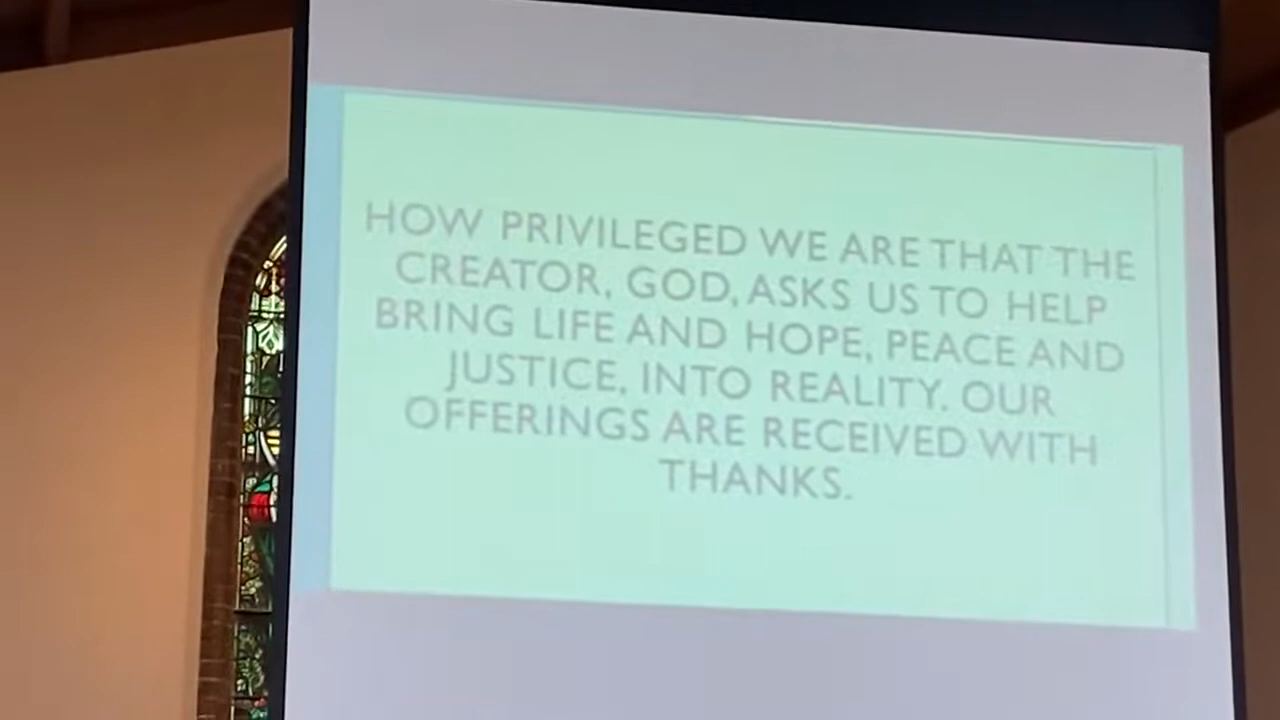 HOW PRIVILEGED WE ARE THAT THE
CREATOR, GOD, ASKS US TO HELP
BRING LIFE AND HOPE, PEACE AND
JUSTICE, INTO REALITY. OUR
OFFERINGS ARE RECEIVED WITH
THANKS.